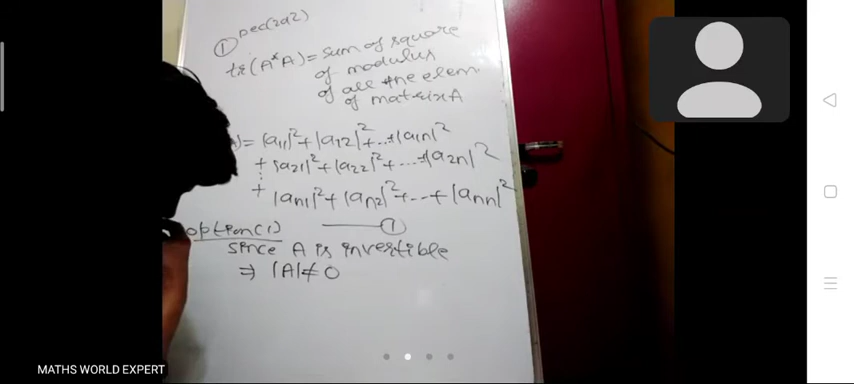 ① Dec(2a2)
tr(A*A) = sum of square
of modulus
of all the elem
of matrix A
) = |a11|² + |a12|² + ... + |a1n|²
+ |a21|² + |a22|² + ... + |a2n|²
⋮
+ |an1|² + |an2|² + ... + |ann|²
option(1) ——— ①
since A is invertible
⇒ |A| ≠ 0
MATHS WORLD EXPERT